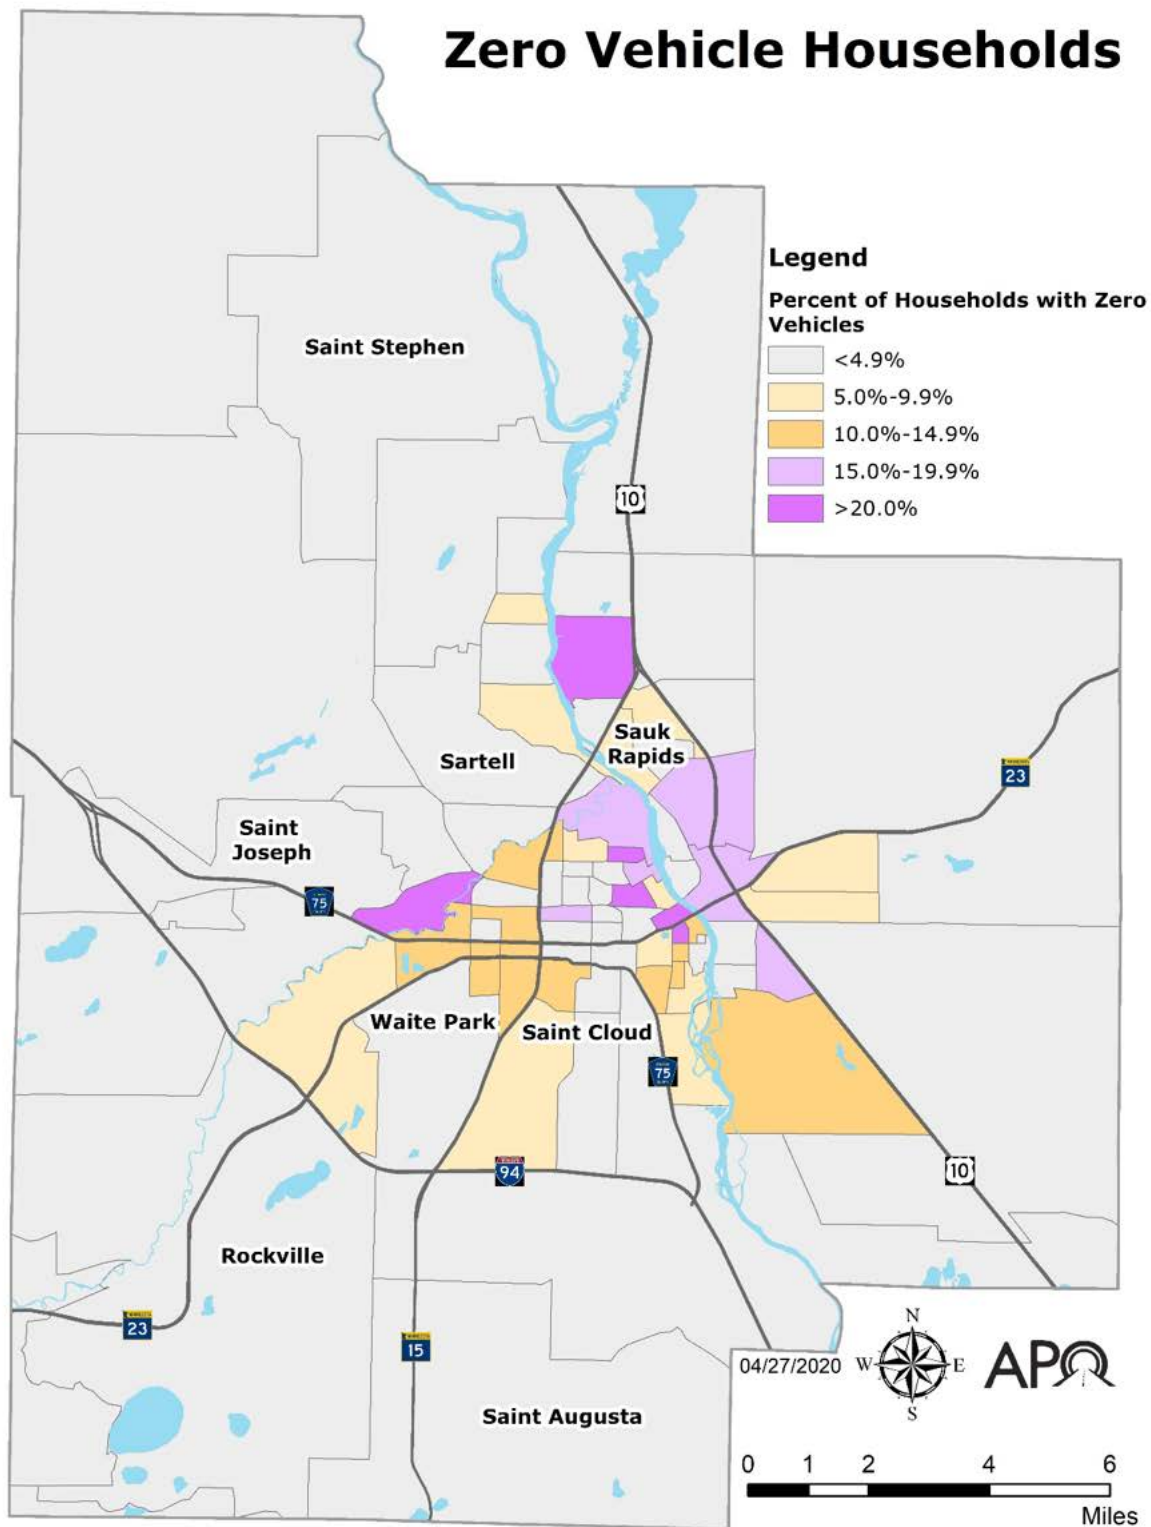 Zero Vehicle Households
Legend
Percent of Households with Zero
Vehicles
<4.9%
5.0%-9.9%
10.0%-14.9%
15.0%-19.9%
>20.0%
Saint Stephen
10
Sauk
Rapids
Sartell
23
Saint
Joseph
75
Waite Park
Saint Cloud
75
94
10
Rockville
23
15
Saint Augusta
04/27/2020
N
W
E
S
APO
0 1 2 4 6
Miles